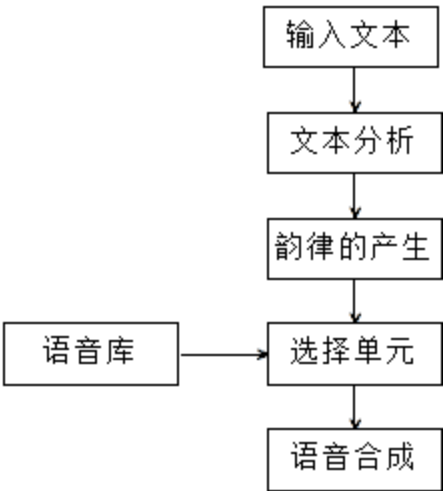 输入文本
文本分析
韵律的产生
语音库
选择单元
语音合成